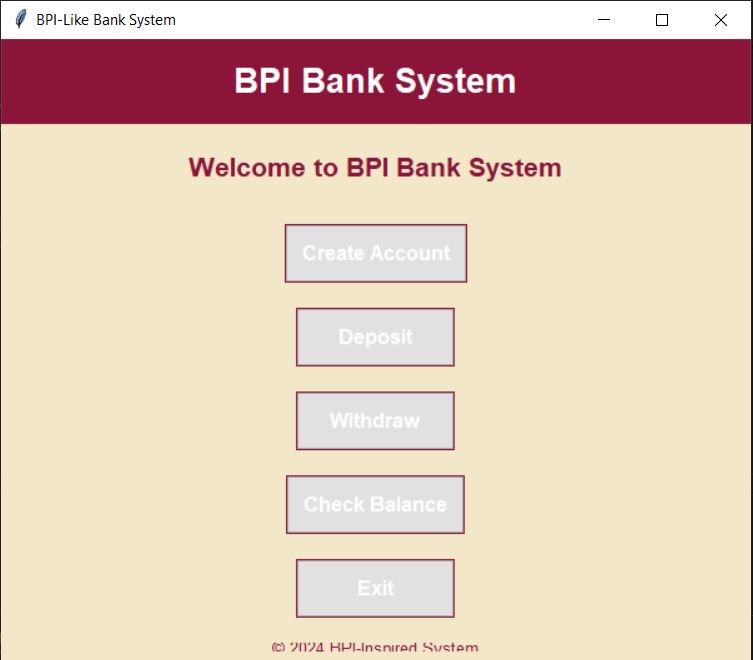 BPI-Like Bank System
BPI Bank System
Welcome to BPI Bank System
Create Account
Deposit
Withdraw
Check Balance
Exit
© 2024 BPI-Inspired System